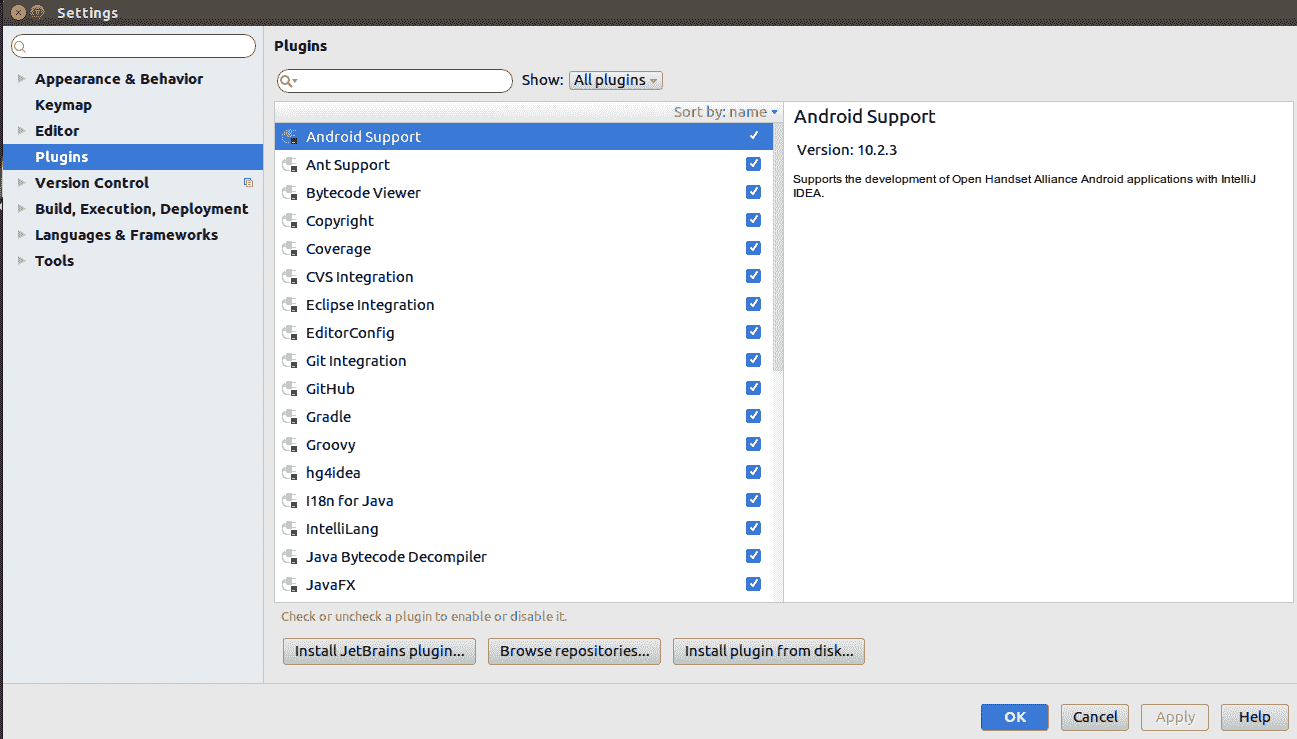 Settings
Appearance & Behavior
Keymap
Editor
Plugins
Version Control
Build, Execution, Deployment
Languages & Frameworks
Tools
Plugins
Show: All plugins
Sort by: name
Android Support
Ant Support
Bytecode Viewer
Copyright
Coverage
CVS Integration
Eclipse Integration
EditorConfig
Git Integration
GitHub
Gradle
Groovy
hg4idea
I18n for Java
IntelliLang
Java Bytecode Decompiler
JavaFX
Check or uncheck a plugin to enable or disable it.
Install JetBrains plugin... Browse repositories... Install plugin from disk...
Android Support
Version: 10.2.3
Supports the development of Open Handset Alliance Android applications with IntelliJ
IDEA.
OK Cancel Apply Help